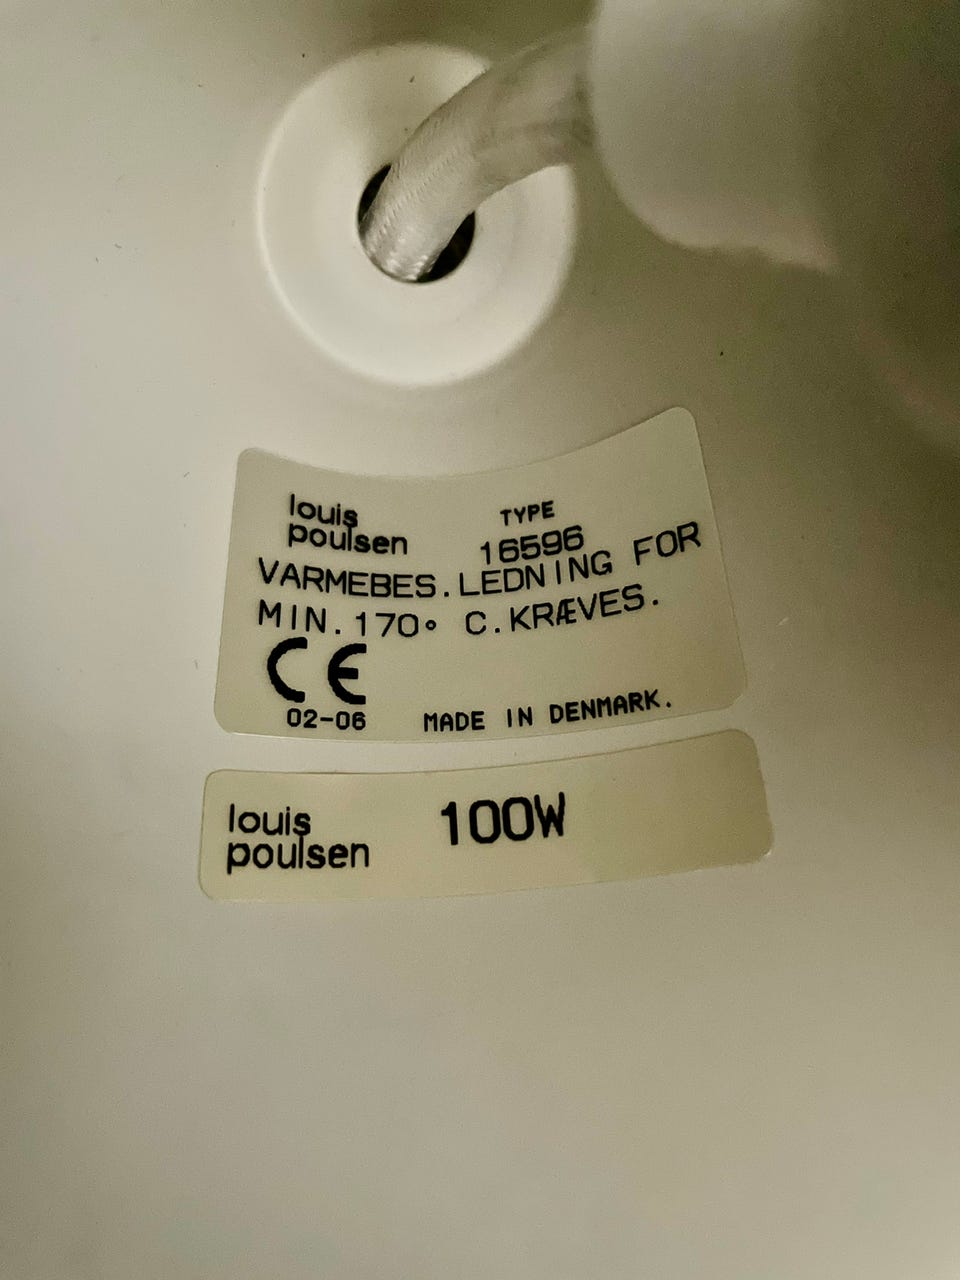 louis
poulsen
TYPE
16596
VARMEBES.LEDNING FOR
MIN.170° C.KRÆVES.
CE
02-06
MADE IN DENMARK.
louis
poulsen
100W